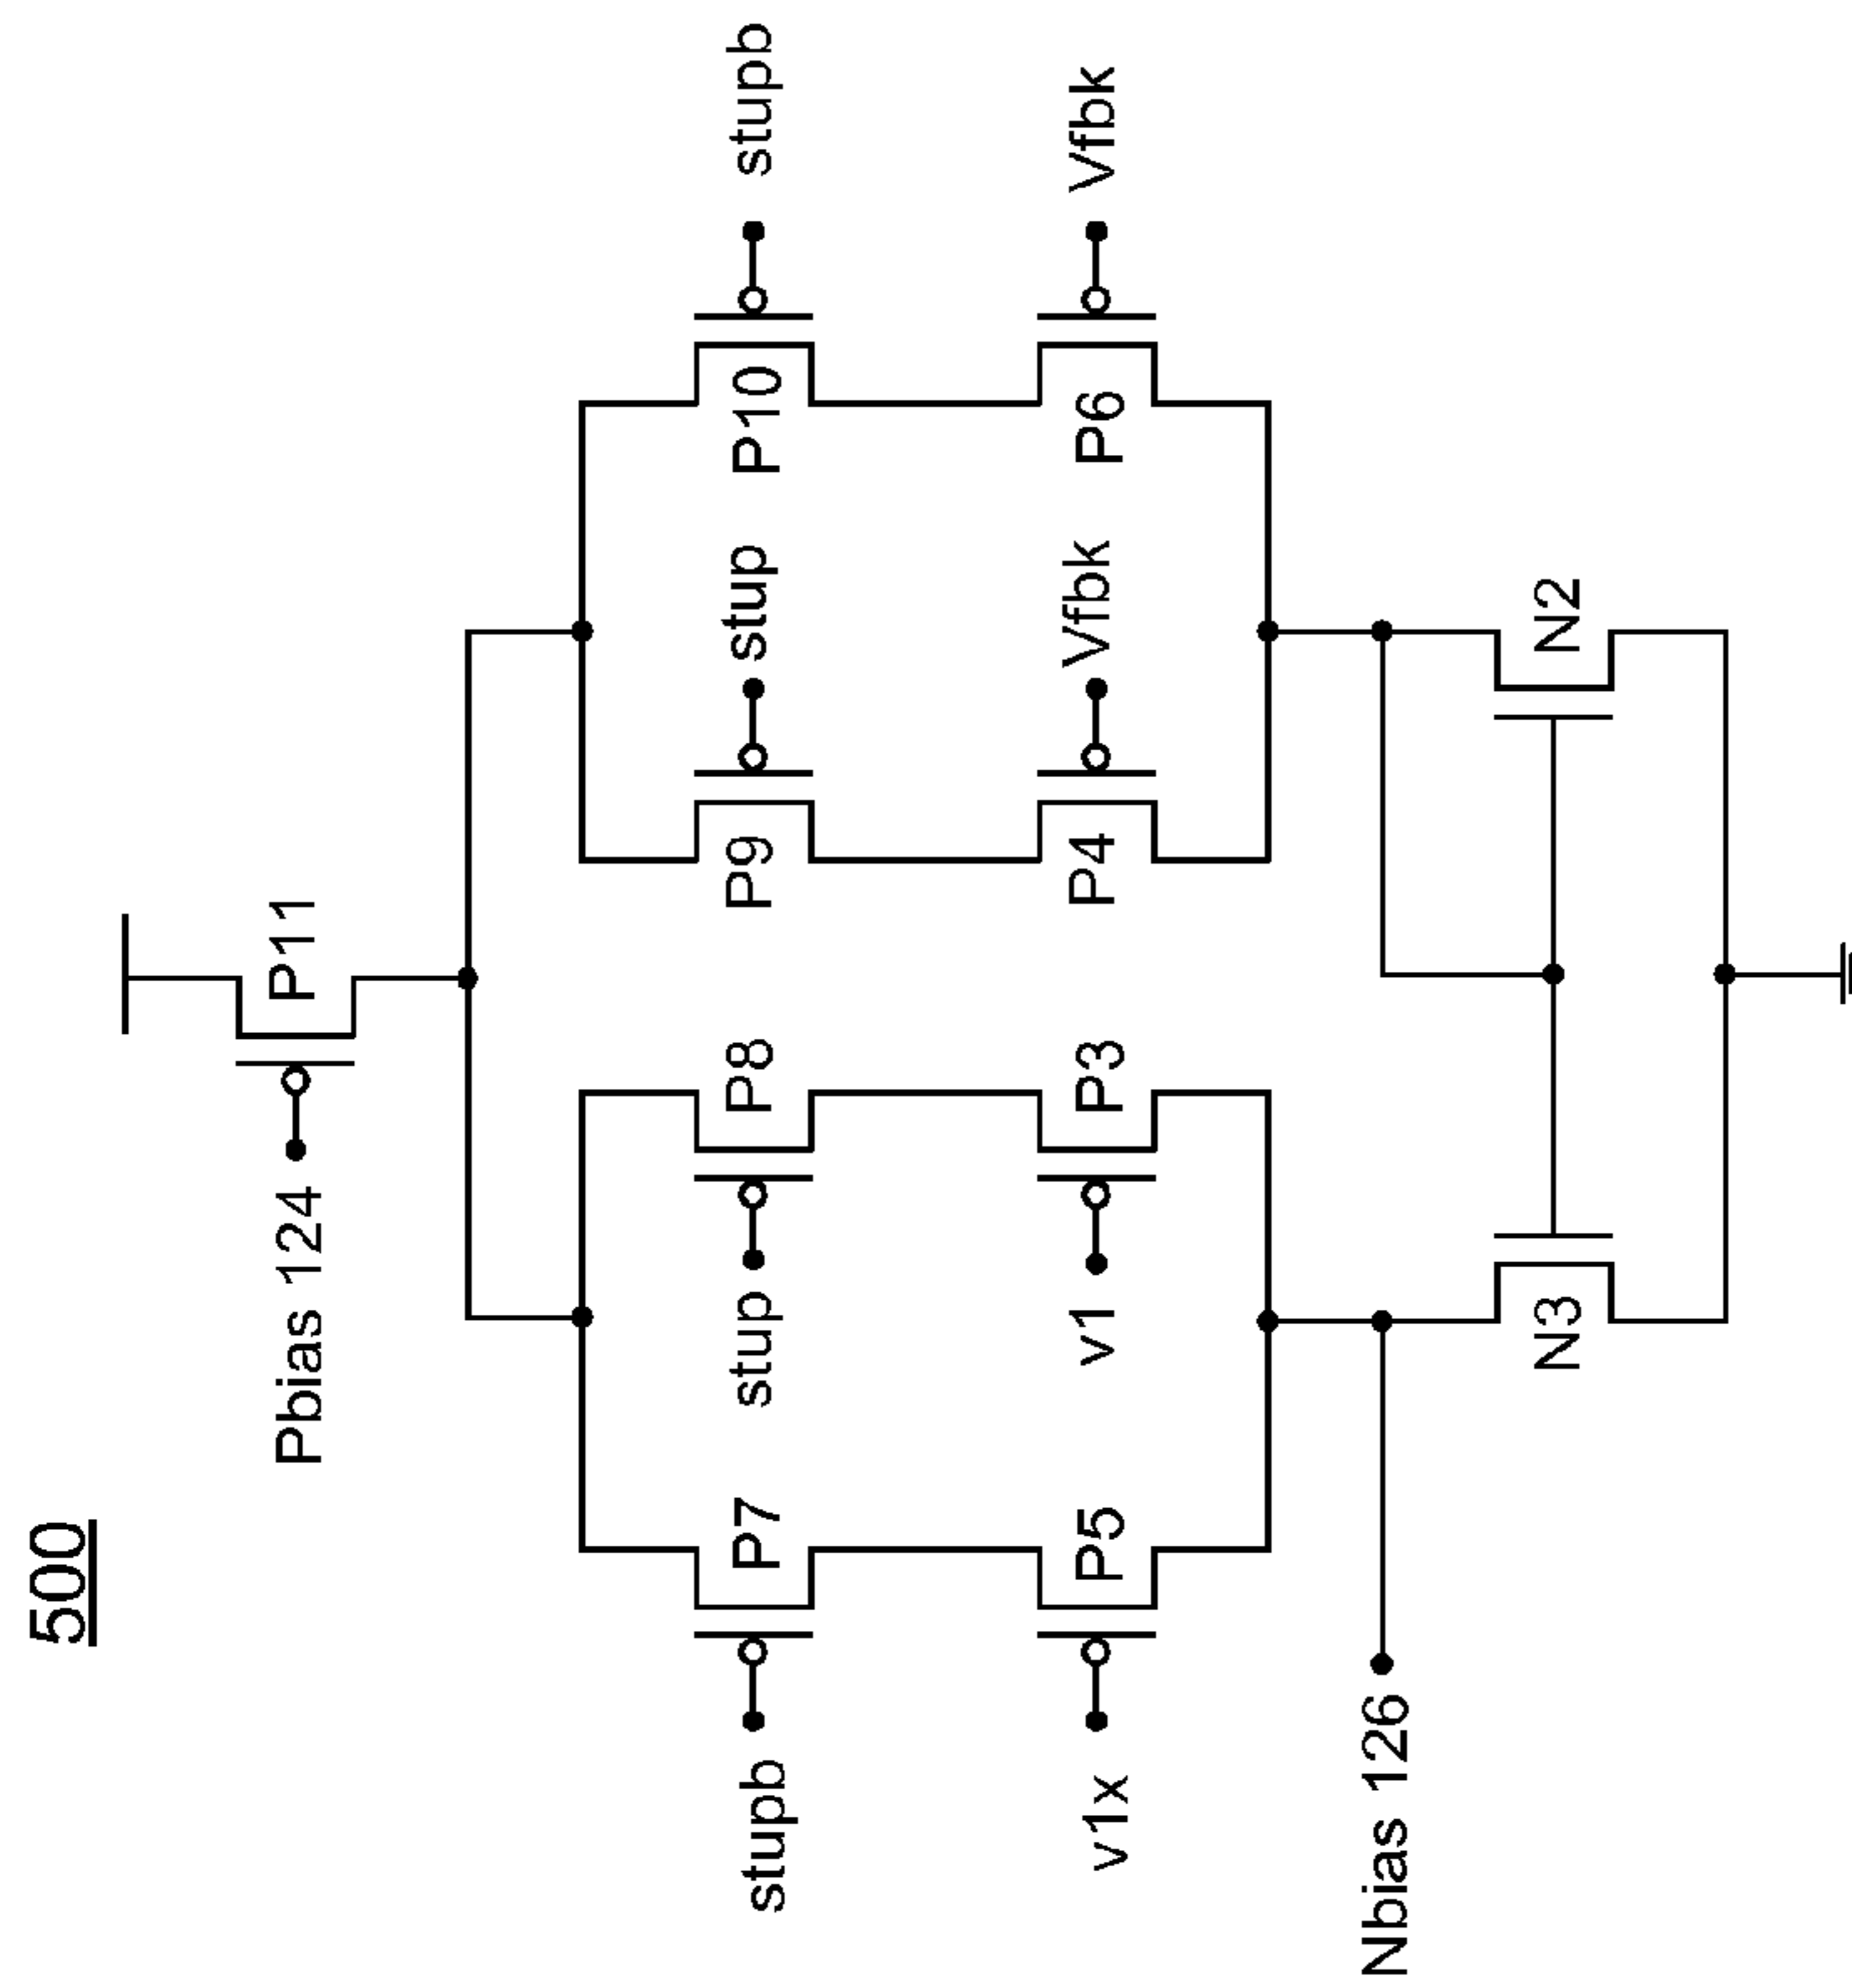 500
Pbias 124
P11
stupb
P7
stup
P8
P9
stup
P10
stupb
v1x
P5
v1
P3
P4
Vfbk
P6
Vfbk
Nbias 126
N3
N2